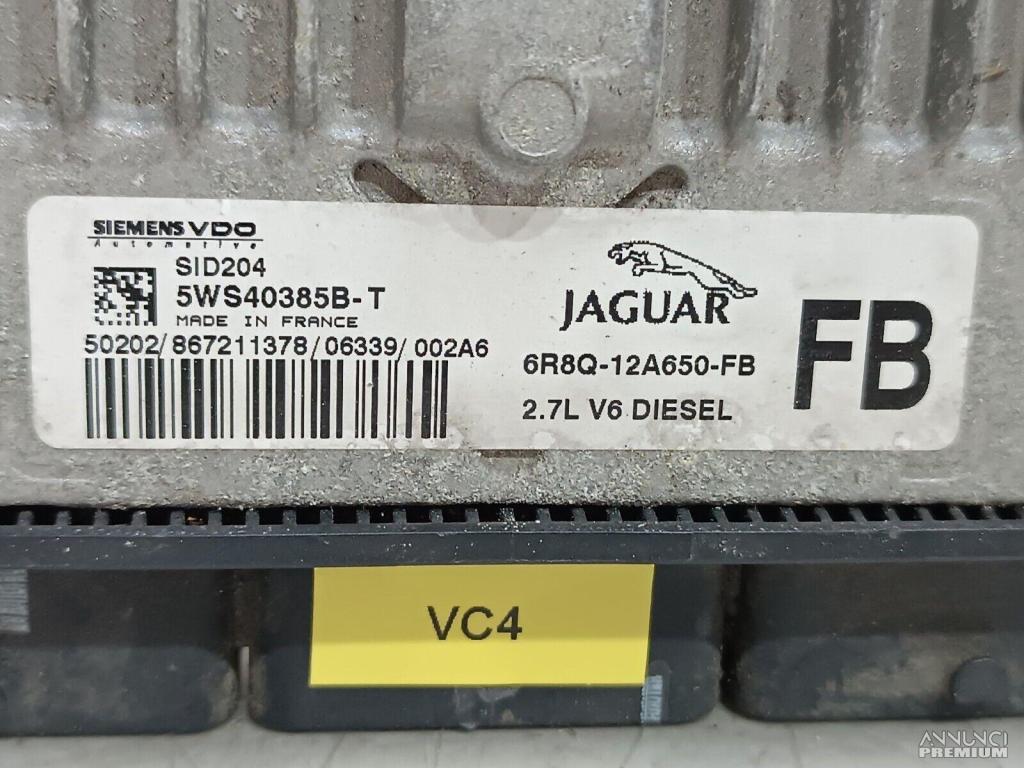 SIEMENS VDO
Automotive
SID204
5WS40385B-T
MADE IN FRANCE
50202/867211378/06339/002A6
JAGUAR
6R8Q-12A650-FB
2.7L V6 DIESEL
FB
VC4
ANNUNCI
PREMIUM